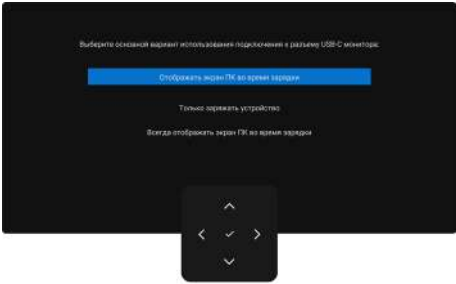 Выберите основной вариант использования подключения к разъему USB-C монитора:
Отображать экран ПК во время зарядки
Только заряжать устройство
Всегда отображать экран ПК во время зарядки